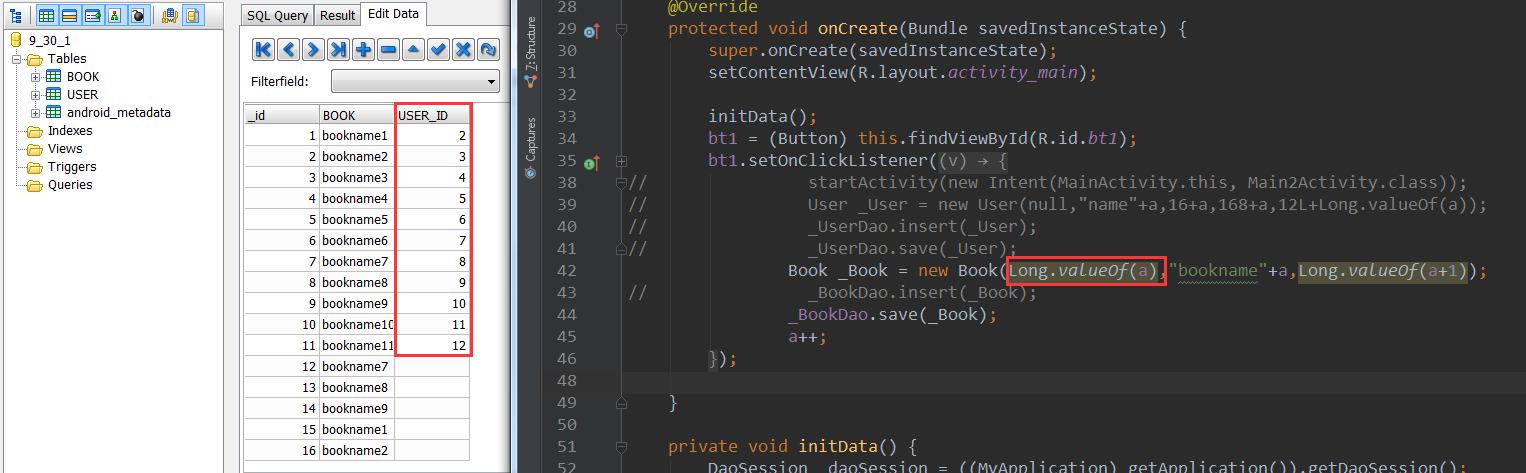 9_30_1
Tables
BOOK
USER
android_metadata
Indexes
Views
Triggers
Queries
SQL Query Result Edit Data
Filterfield:
_id BOOK USER_ID
1 bookname1 2
2 bookname2 3
3 bookname3 4
4 bookname4 5
5 bookname5 6
6 bookname6 7
7 bookname7 8
8 bookname8 9
9 bookname9 10
10 bookname10 11
11 bookname11 12
12 bookname7
13 bookname8
14 bookname9
15 bookname1
16 bookname2
7: Structure
Captures
28 @Override
29 protected void onCreate(Bundle savedInstanceState) {
30 super.onCreate(savedInstanceState);
31 setContentView(R.layout.activity_main);
32
33 initData();
34 bt1 = (Button) this.findViewById(R.id.bt1);
35 bt1.setOnClickListener((v) → {
38 // startActivity(new Intent(MainActivity.this, Main2Activity.class));
39 // User _User = new User(null,"name"+a,16+a,168+a,12L+Long.valueOf(a));
40 // _UserDao.insert(_User);
41 // _UserDao.save(_User);
42 Book _Book = new Book(Long.valueOf(a),"bookname"+a,Long.valueOf(a+1));
43 // _BookDao.insert(_Book);
44 _BookDao.save(_Book);
45 a++;
46 });
48
49 }
50
51 private void initData() {
52 DaoSession _daoSession = ((MyApplication) getApplication()).getDaoSession();